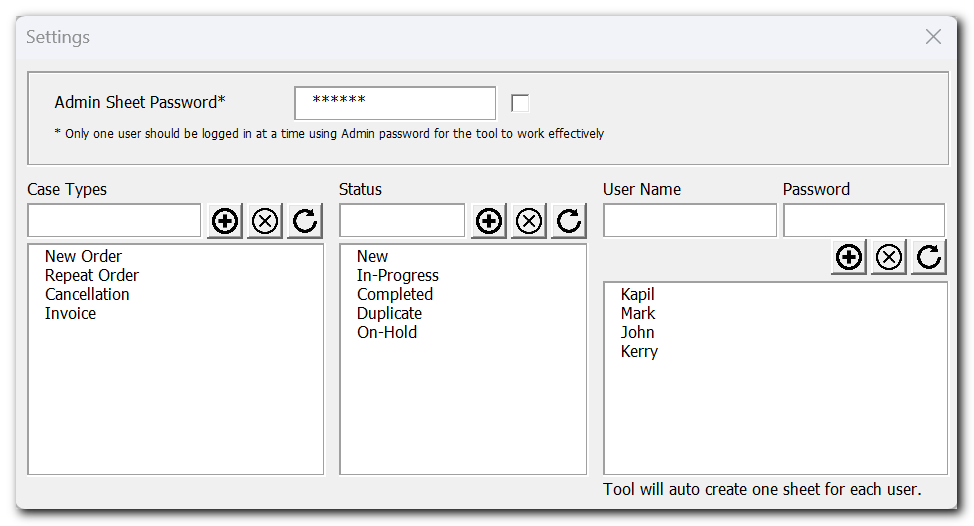 Settings
Admin Sheet Password*
******
* Only one user should be logged in at a time using Admin password for the tool to work effectively
Case Types
New Order
Repeat Order
Cancellation
Invoice
Status
New
In-Progress
Completed
Duplicate
On-Hold
User Name
Password
Kapil
Mark
John
Kerry
Tool will auto create one sheet for each user.